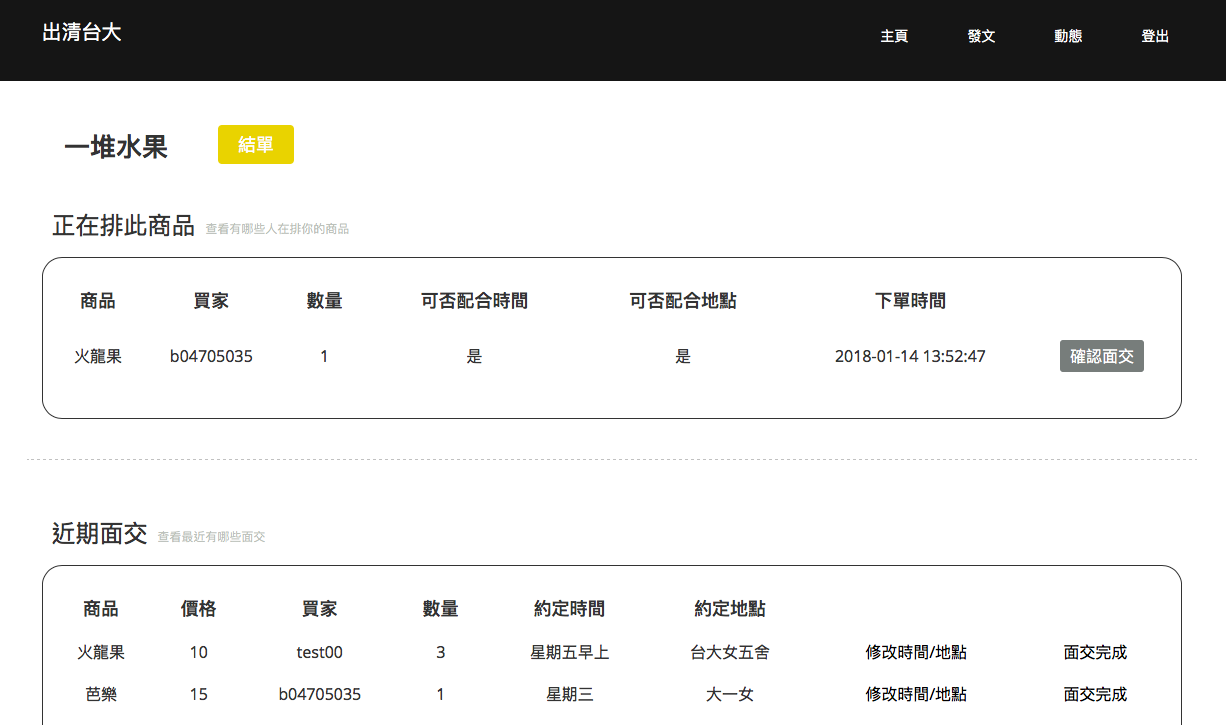 出清台大 主頁 發文 動態 登出
一堆水果 結單
正在排此商品 查看有哪些人在排你的商品
商品 買家 數量 可否配合時間 可否配合地點 下單時間
火龍果 b04705035 1 是 是 2018-01-14 13:52:47 確認面交
近期面交 查看最近有哪些面交
商品 價格 買家 數量 約定時間 約定地點
火龍果 10 test00 3 星期五早上 台大女五舍 修改時間/地點 面交完成
芭樂 15 b04705035 1 星期三 大一女 修改時間/地點 面交完成